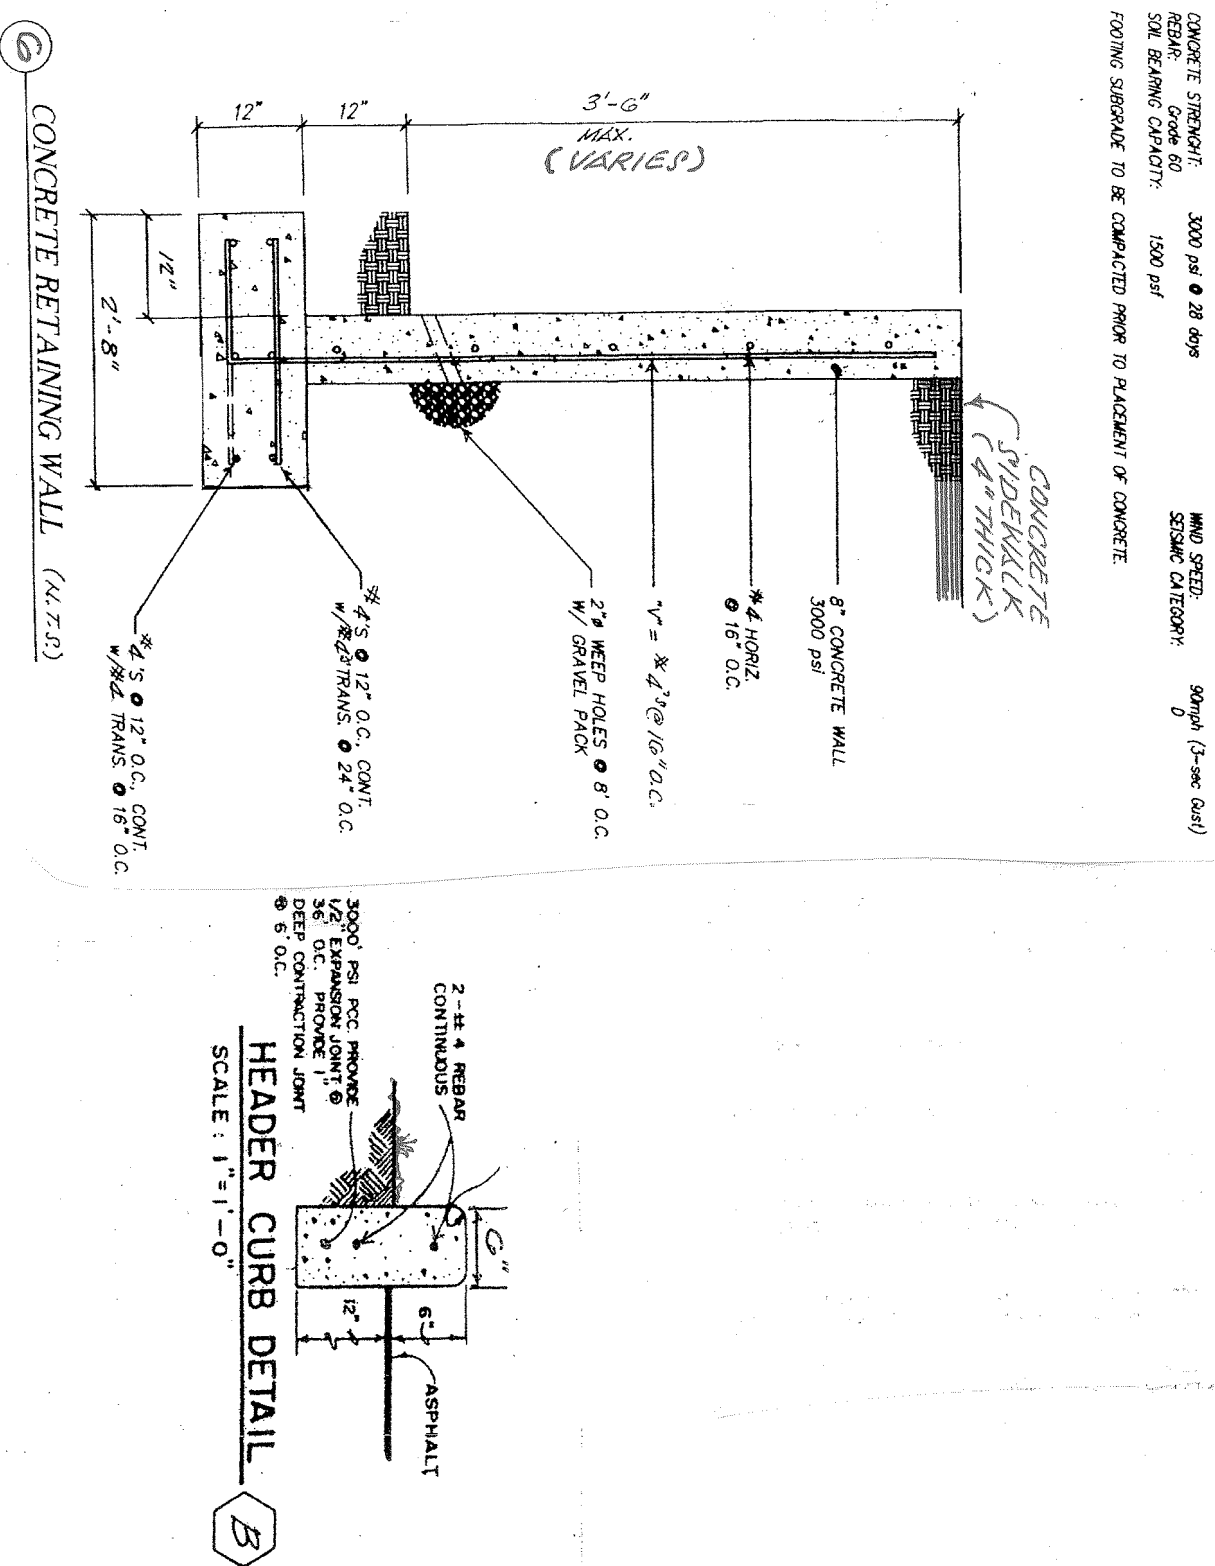 CONCRETE STRENGHT: 3000 psi @ 28 days
REBAR: Grade 60
SOIL BEARING CAPACITY: 1500 psf
WIND SPEED: 90mph (3-sec Gust)
SEISMIC CATEGORY: D
FOOTING SUBGRADE TO BE COMPACTED PRIOR TO PLACEMENT OF CONCRETE.
CONCRETE
SIDEWALK
(4" THICK)
3'-6"
MAX.
(VARIES)
12"
12"
8" CONCRETE WALL
3000 psi
#4 HORIZ.
@ 16" O.C.
"V" = #4's @ 16" O.C.
2"ø WEEP HOLES @ 8' O.C.
W/ GRAVEL PACK
#4'S @ 12" O.C., CONT.
W/#4's TRANS. @ 24" O.C.
#4'S @ 12" O.C., CONT.
W/#4 TRANS. @ 16" O.C.
12"
2'-8"
6
CONCRETE RETAINING WALL (N.T.S.)
2-#4 REBAR
CONTINUOUS
6"
6"
12"
ASPHALT
3000 PSI PCC. PROVIDE
1/2" EXPANSION JOINT @
36' O.C. PROVIDE 1"
DEEP CONTRACTION JOINT
@ 6' O.C.
HEADER CURB DETAIL
SCALE: 1"=1'-0"
B